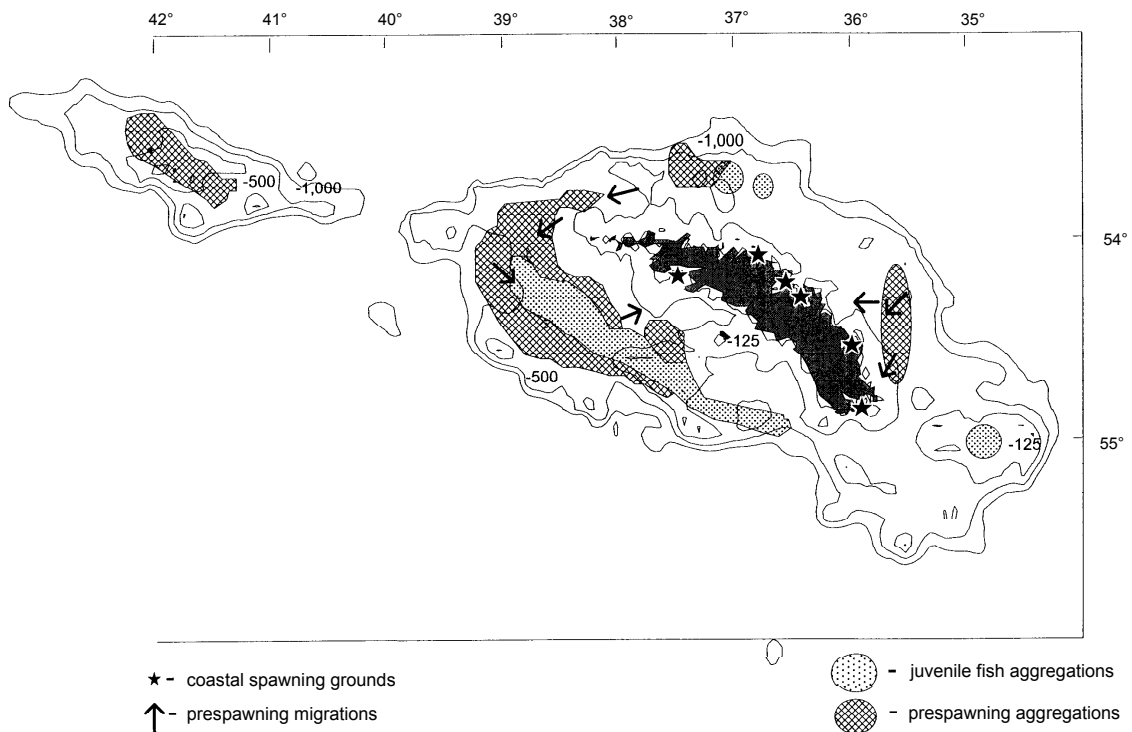 42° 41° 40° 39° 38° 37° 36° 35°
-1,000
-500
-1,000
54°
-125
-500
55°
-125
- coastal spawning grounds
- juvenile fish aggregations
- prespawning migrations
- prespawning aggregations